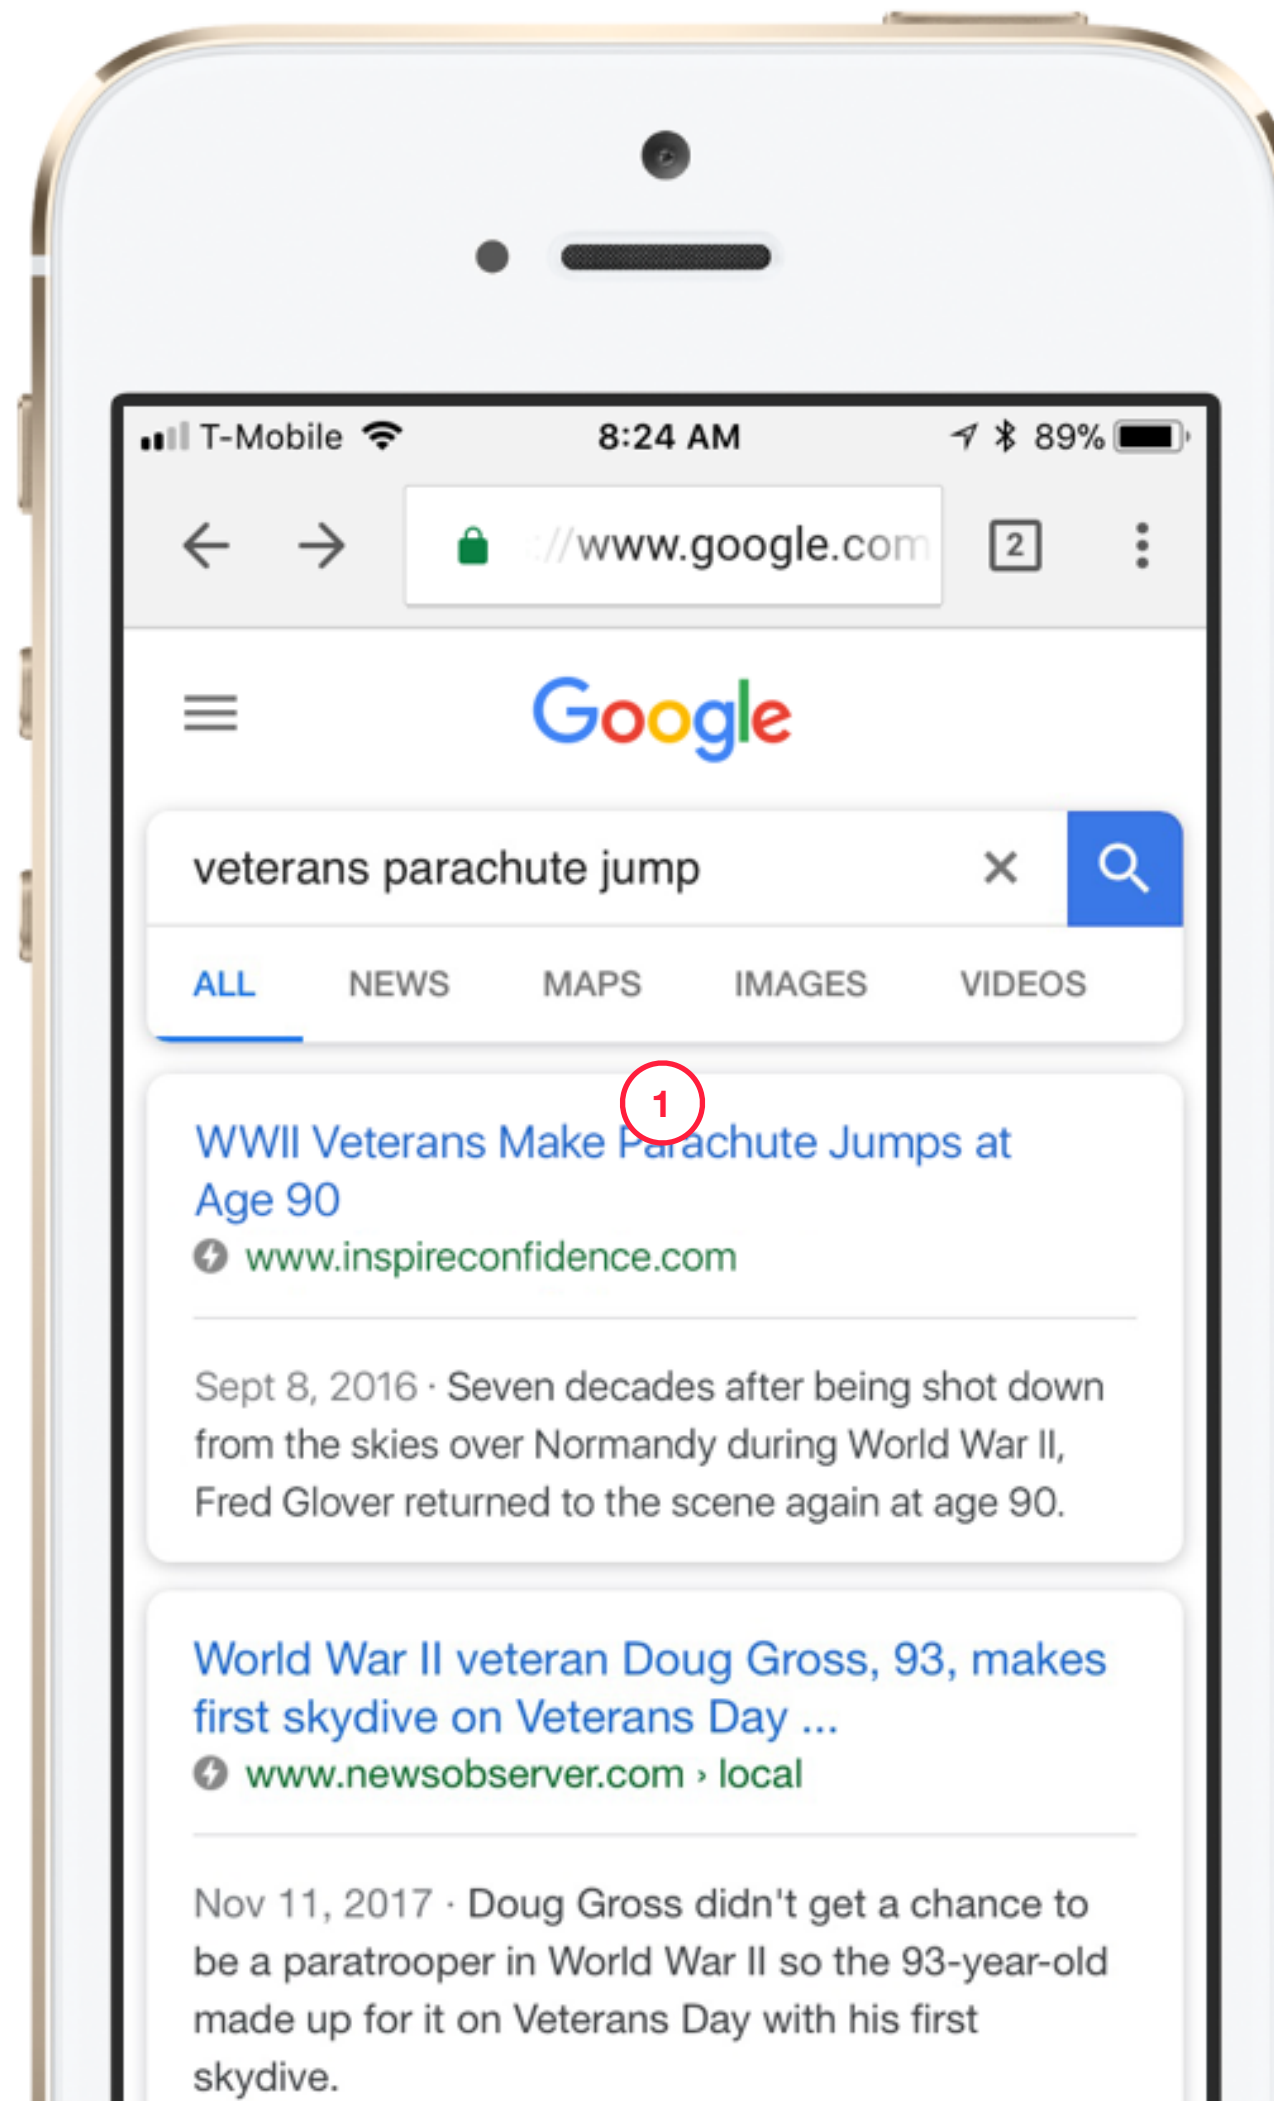 T-Mobile 8:24 AM 89%
://www.google.com 2
Google
veterans parachute jump
ALL NEWS MAPS IMAGES VIDEOS
1
WWII Veterans Make Parachute Jumps at
Age 90
www.inspireconfidence.com
Sept 8, 2016 · Seven decades after being shot down
from the skies over Normandy during World War II,
Fred Glover returned to the scene again at age 90.
World War II veteran Doug Gross, 93, makes
first skydive on Veterans Day ...
www.newsobserver.com › local
Nov 11, 2017 · Doug Gross didn't get a chance to
be a paratrooper in World War II so the 93-year-old
made up for it on Veterans Day with his first
skydive.